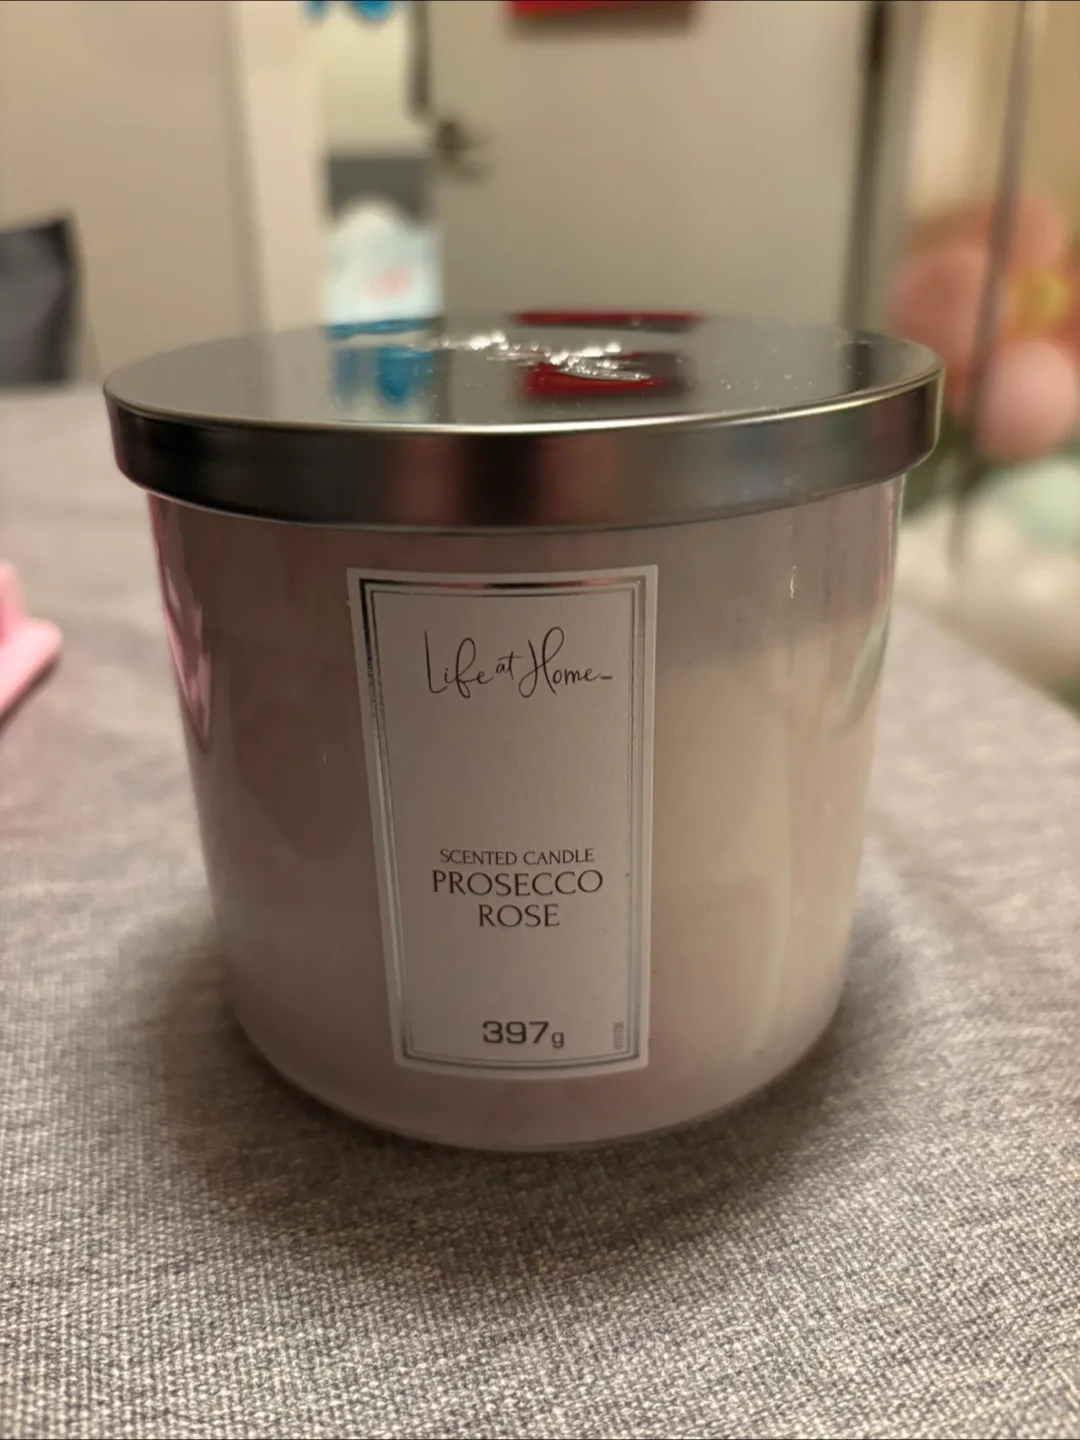 Life at Home
SCENTED CANDLE
PROSECCO
ROSE
397g